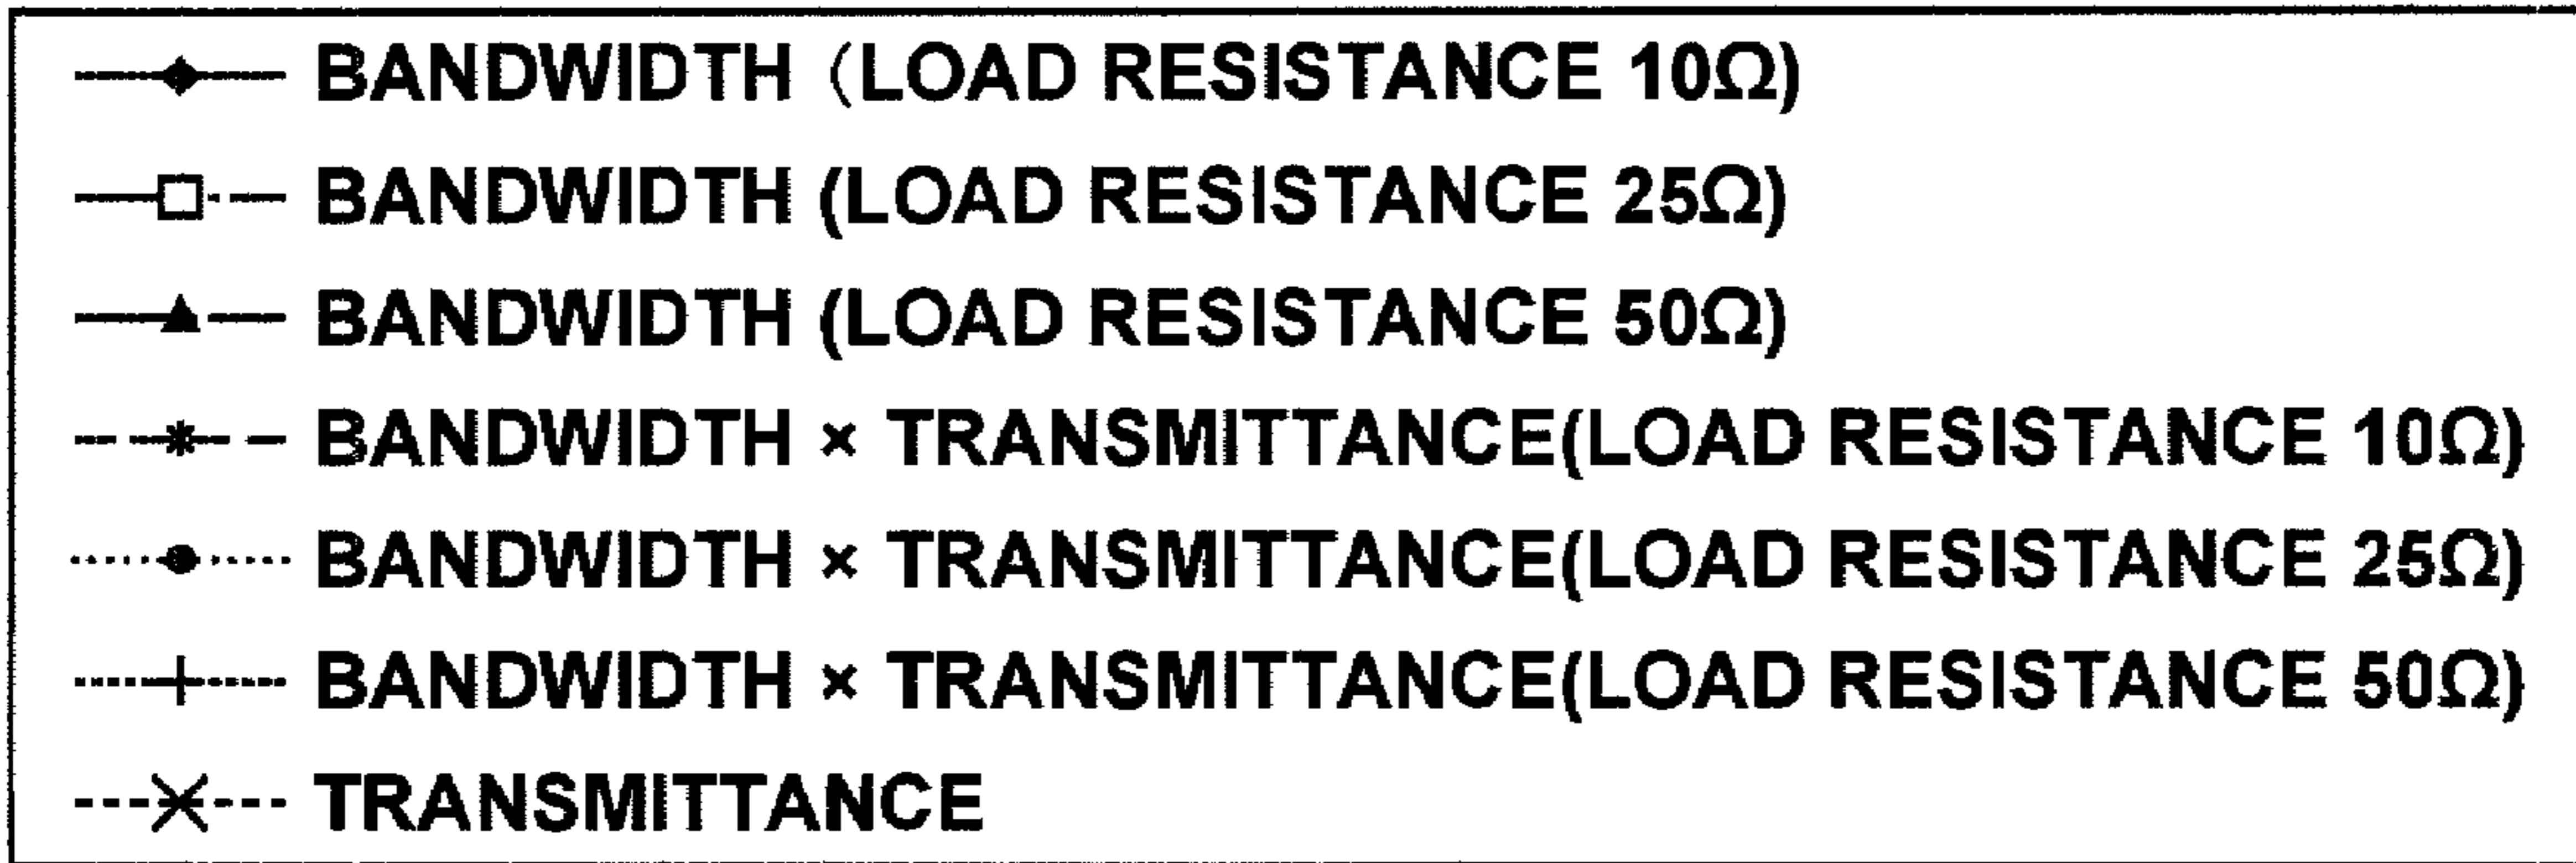 BANDWIDTH (LOAD RESISTANCE 10Ω)
BANDWIDTH (LOAD RESISTANCE 25Ω)
BANDWIDTH (LOAD RESISTANCE 50Ω)
BANDWIDTH × TRANSMITTANCE(LOAD RESISTANCE 10Ω)
BANDWIDTH × TRANSMITTANCE(LOAD RESISTANCE 25Ω)
BANDWIDTH × TRANSMITTANCE(LOAD RESISTANCE 50Ω)
TRANSMITTANCE